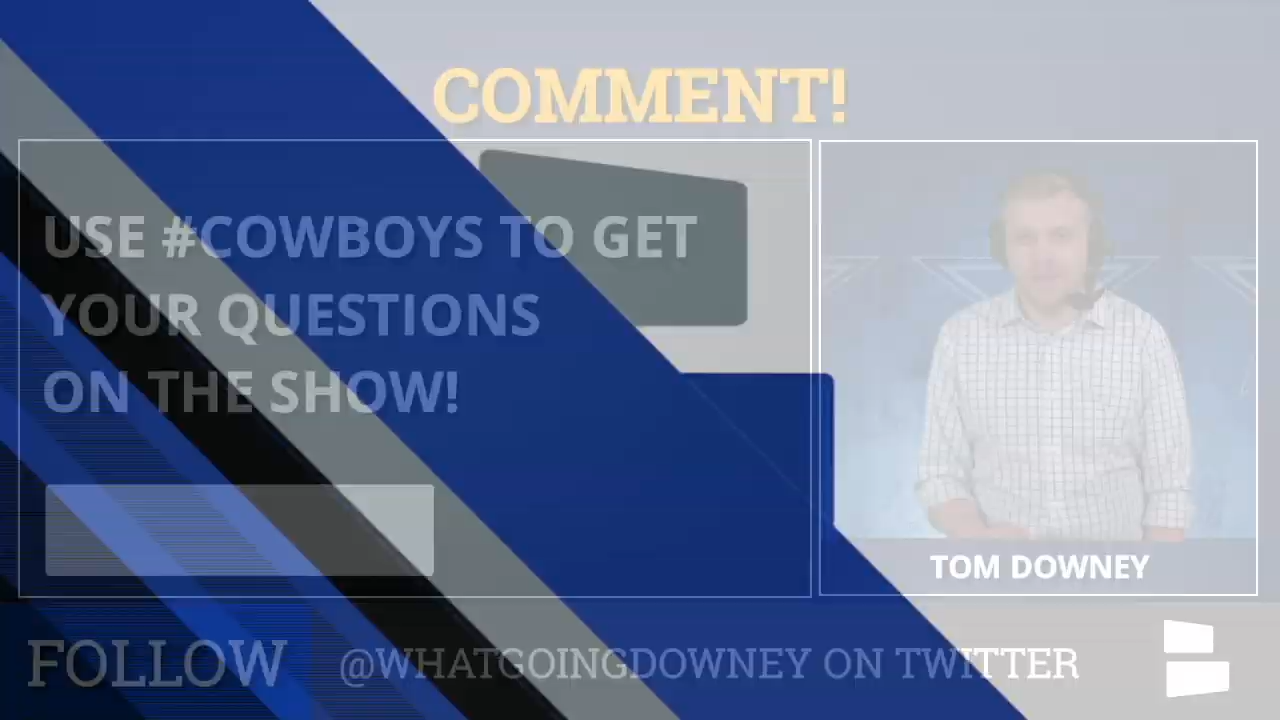 COMMENT!
USE #COWBOYS TO GET
YOUR QUESTIONS
ON THE SHOW!
TOM DOWNEY
FOLLOW @WHATGOINGDOWNEY ON TWITTER